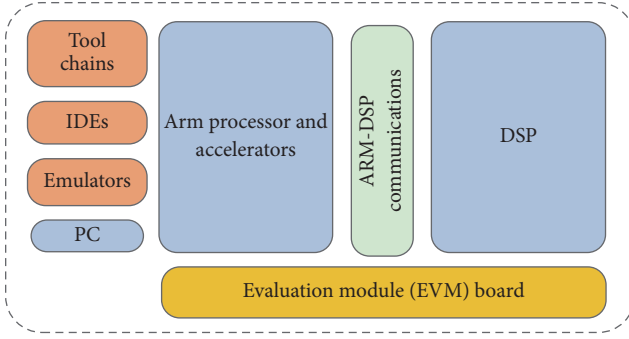 Tool
chains
IDEs
Emulators
PC
Arm processor and
accelerators
ARM-DSP
communications
DSP
Evaluation module (EVM) board